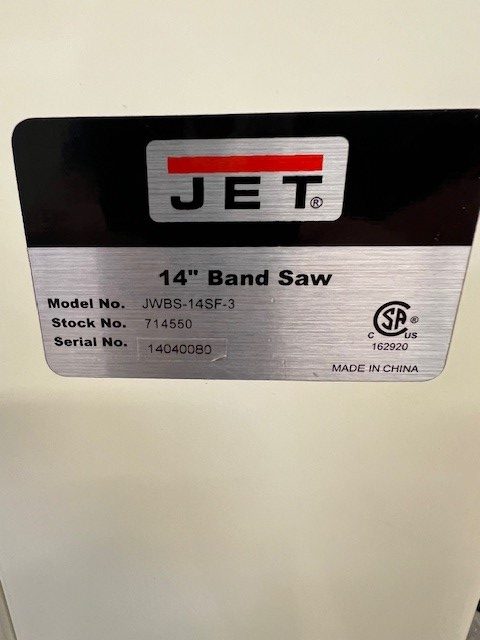 JET®
14" Band Saw
Model No. JWBS-14SF-3
Stock No. 714550
Serial No. 14040080
C US
162920
MADE IN CHINA